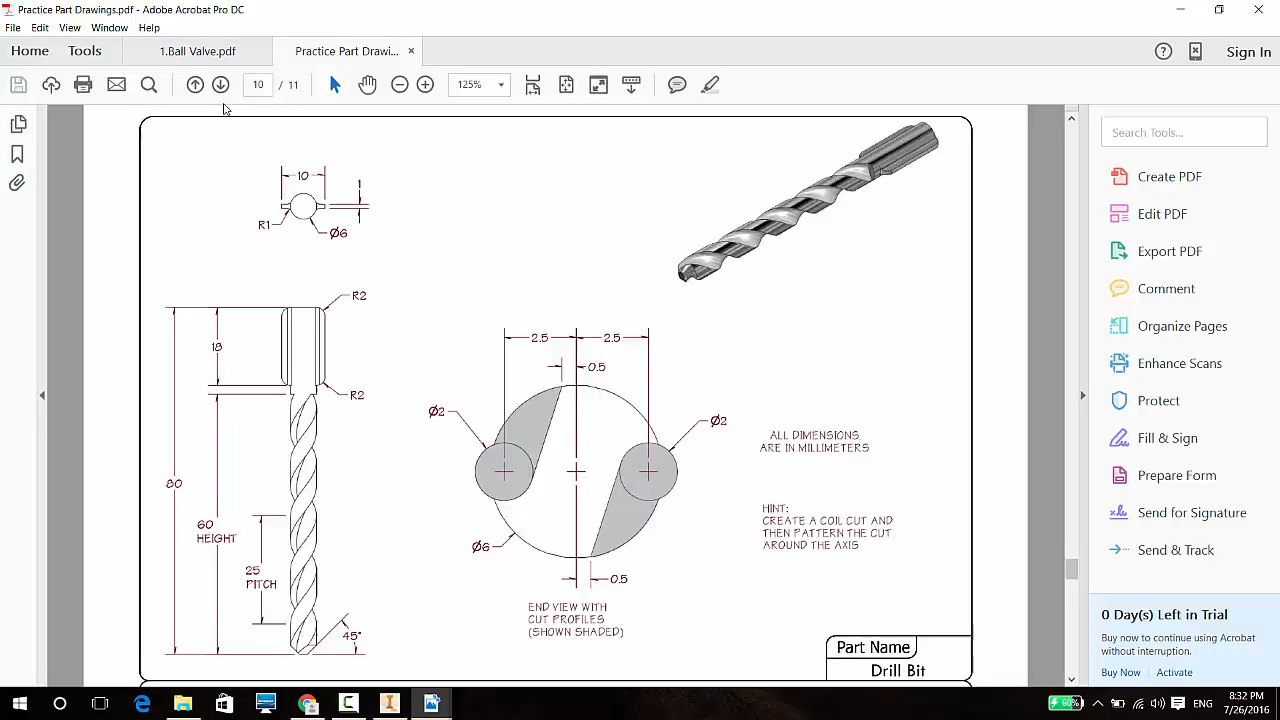 Practice Part Drawings.pdf - Adobe Acrobat Pro DC
File Edit View Window Help
Home Tools 1.Ball Valve.pdf Practice Part Drawi... × Sign In
10 / 11 125%
Search Tools...
Create PDF
Edit PDF
Export PDF
Comment
Organize Pages
Enhance Scans
Protect
Fill & Sign
Prepare Form
Send for Signature
Send & Track
0 Day(s) Left in Trial
Buy now to continue using Acrobat
without interruption.
Buy Now Activate
10
1
R1
Ø6
R2
18
R2
80
60
HEIGHT
25
PITCH
45°
2.5 2.5
0.5
Ø2
Ø2
Ø6
0.5
END VIEW WITH
CUT PROFILES
(SHOWN SHADED)
ALL DIMENSIONS
ARE IN MILLIMETERS
HINT:
CREATE A COIL CUT AND
THEN PATTERN THE CUT
AROUND THE AXIS
Part Name
Drill Bit
60%
ENG
8:32 PM
7/26/2016